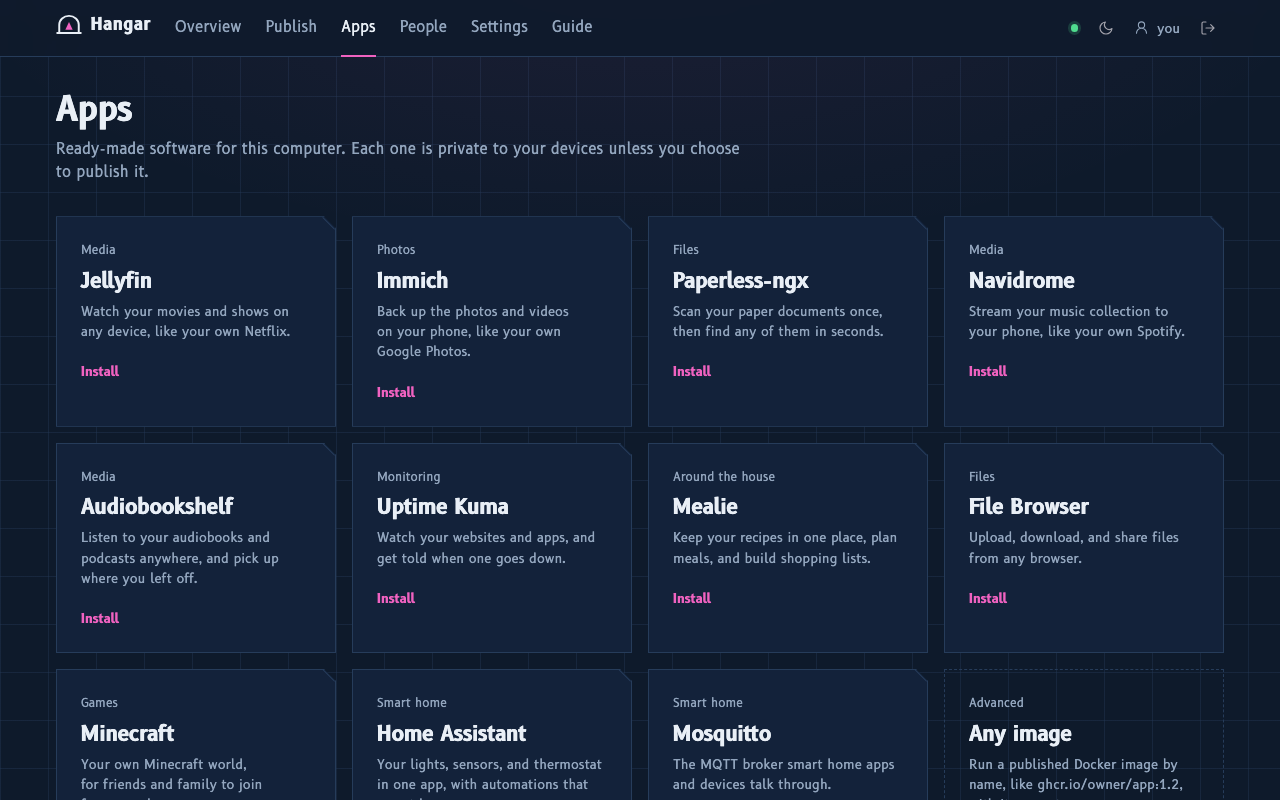 Hangar Overview Publish Apps People Settings Guide you
Apps
Ready-made software for this computer. Each one is private to your devices unless you choose
to publish it.
Media
Jellyfin
Watch your movies and shows on
any device, like your own Netflix.
Install
Photos
Immich
Back up the photos and videos
on your phone, like your own
Google Photos.
Install
Files
Paperless-ngx
Scan your paper documents once,
then find any of them in seconds.
Install
Media
Navidrome
Stream your music collection to
your phone, like your own Spotify.
Install
Media
Audiobookshelf
Listen to your audiobooks and
podcasts anywhere, and pick up
where you left off.
Install
Monitoring
Uptime Kuma
Watch your websites and apps, and
get told when one goes down.
Install
Around the house
Mealie
Keep your recipes in one place, plan
meals, and build shopping lists.
Install
Files
File Browser
Upload, download, and share files
from any browser.
Install
Games
Minecraft
Your own Minecraft world,
for friends and family to join
Smart home
Home Assistant
Your lights, sensors, and thermostat
in one app, with automations that
Smart home
Mosquitto
The MQTT broker smart home apps
and devices talk through.
Advanced
Any image
Run a published Docker image by
name, like ghcr.io/owner/app:1.2,